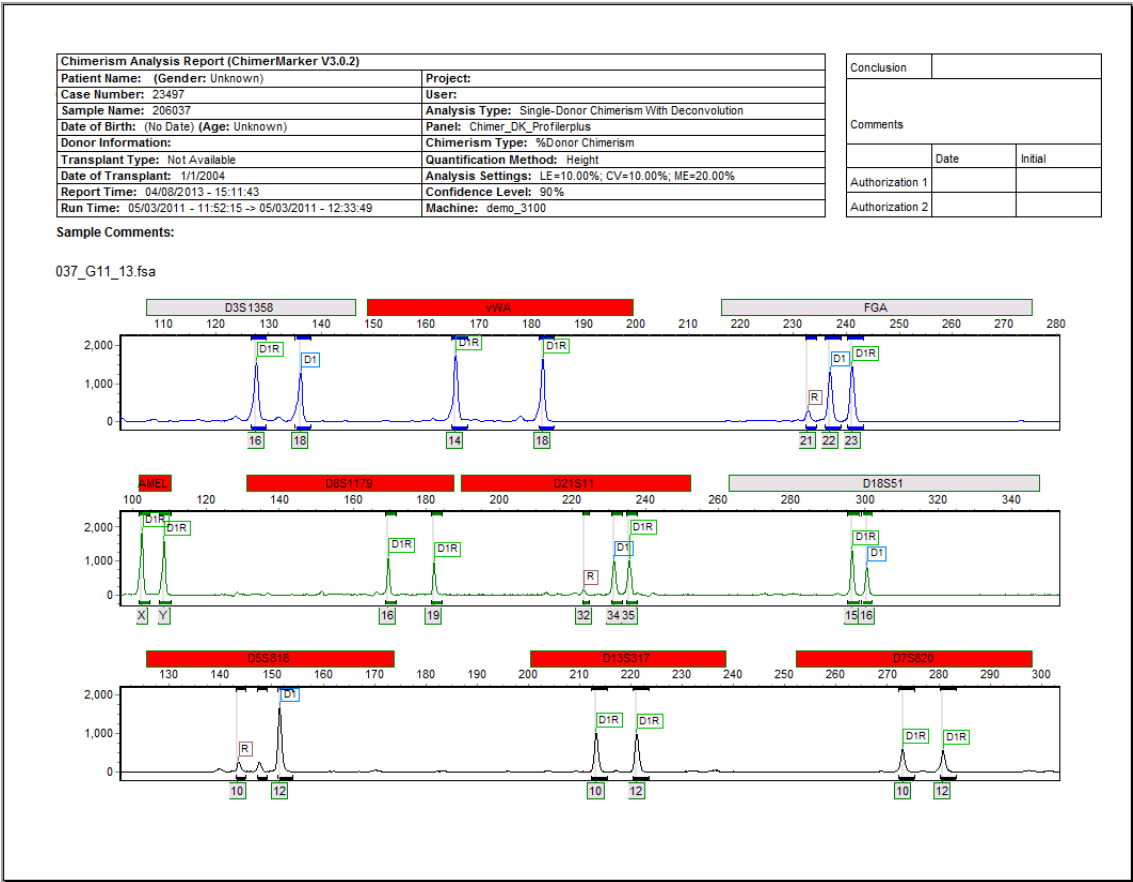 Chimerism Analysis Report (ChimerMarker V3.0.2)
Patient Name: (Gender: Unknown) Project:
Case Number: 23497 User:
Sample Name: 206037 Analysis Type: Single-Donor Chimerism With Deconvolution
Date of Birth: (No Date) (Age: Unknown) Panel: Chimer_DK_Profilerplus
Donor Information: Chimerism Type: %Donor Chimerism
Transplant Type: Not Available Quantification Method: Height
Date of Transplant: 1/1/2004 Analysis Settings: LE=10.00%; CV=10.00%; ME=20.00%
Report Time: 04/08/2013 - 15:11:43 Confidence Level: 90%
Run Time: 05/03/2011 - 11:52:15 -> 05/03/2011 - 12:33:49 Machine: demo_3100
Conclusion
Comments
Date Initial
Authorization 1
Authorization 2
Sample Comments:
037_G11_13.fsa
D3S1358 vWA FGA
110 120 130 140 150 160 170 180 190 200 210 220 230 240 250 260 270 280
2,000
1,000
0
D1R D1 D1R D1R R D1 D1R
16 18 14 18 21 22 23
AMEL D8S1179 D21S11 D18S51
100 120 140 160 180 200 220 240 260 280 300 320 340
2,000
1,000
0
D1R D1R D1R D1R R D1 D1R D1R D1
X Y 16 19 32 34 35 15 16
D5S818 D13S317 D7S820
130 140 150 160 170 180 190 200 210 220 230 240 250 260 270 280 290 300
2,000
1,000
0
R D1 D1R D1R D1R D1R
10 12 10 12 10 12